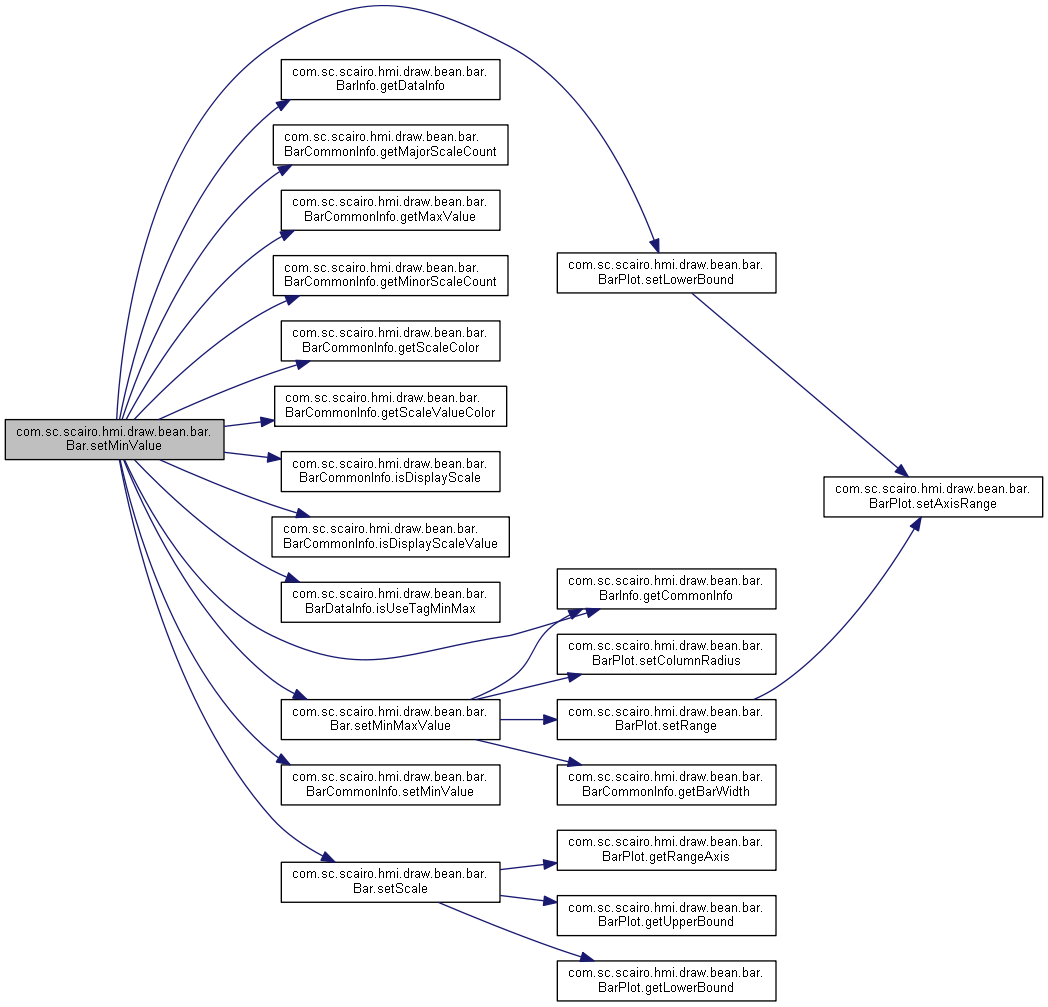 com.sc.scairo.hmi.draw.bean.bar.
BarInfo.getDataInfo
com.sc.scairo.hmi.draw.bean.bar.
BarCommonInfo.getMajorScaleCount
com.sc.scairo.hmi.draw.bean.bar.
BarCommonInfo.getMaxValue
com.sc.scairo.hmi.draw.bean.bar.
BarCommonInfo.getMinorScaleCount
com.sc.scairo.hmi.draw.bean.bar.
BarPlot.setLowerBound
com.sc.scairo.hmi.draw.bean.bar.
BarCommonInfo.getScaleColor
com.sc.scairo.hmi.draw.bean.bar.
BarCommonInfo.getScaleValueColor
com.sc.scairo.hmi.draw.bean.bar.
Bar.setMinValue
com.sc.scairo.hmi.draw.bean.bar.
BarCommonInfo.isDisplayScale
com.sc.scairo.hmi.draw.bean.bar.
BarPlot.setAxisRange
com.sc.scairo.hmi.draw.bean.bar.
BarCommonInfo.isDisplayScaleValue
com.sc.scairo.hmi.draw.bean.bar.
BarDataInfo.isUseTagMinMax
com.sc.scairo.hmi.draw.bean.bar.
BarInfo.getCommonInfo
com.sc.scairo.hmi.draw.bean.bar.
BarPlot.setColumnRadius
com.sc.scairo.hmi.draw.bean.bar.
Bar.setMinMaxValue
com.sc.scairo.hmi.draw.bean.bar.
BarPlot.setRange
com.sc.scairo.hmi.draw.bean.bar.
BarCommonInfo.setMinValue
com.sc.scairo.hmi.draw.bean.bar.
BarCommonInfo.getBarWidth
com.sc.scairo.hmi.draw.bean.bar.
BarPlot.getRangeAxis
com.sc.scairo.hmi.draw.bean.bar.
Bar.setScale
com.sc.scairo.hmi.draw.bean.bar.
BarPlot.getUpperBound
com.sc.scairo.hmi.draw.bean.bar.
BarPlot.getLowerBound